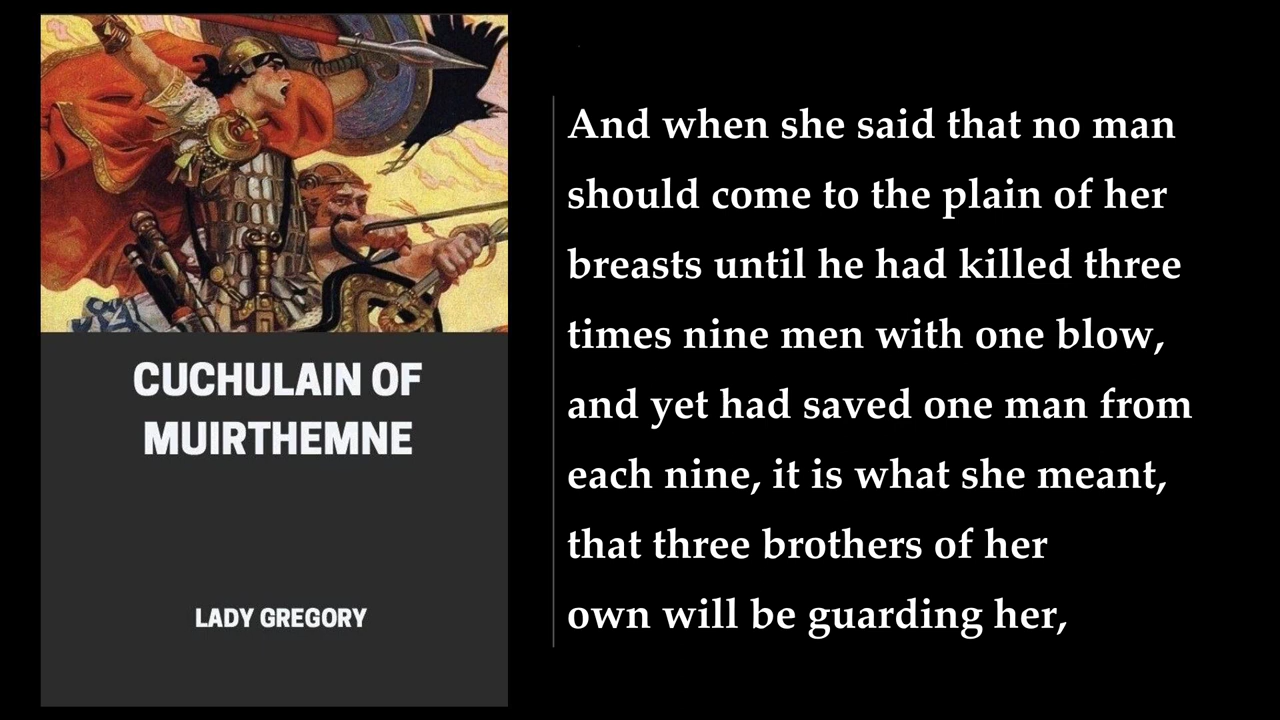 CUCHULAIN OF
MUIRTHEMNE
LADY GREGORY
And when she said that no man
should come to the plain of her
breasts until he had killed three
times nine men with one blow,
and yet had saved one man from
each nine, it is what she meant,
that three brothers of her
own will be guarding her,